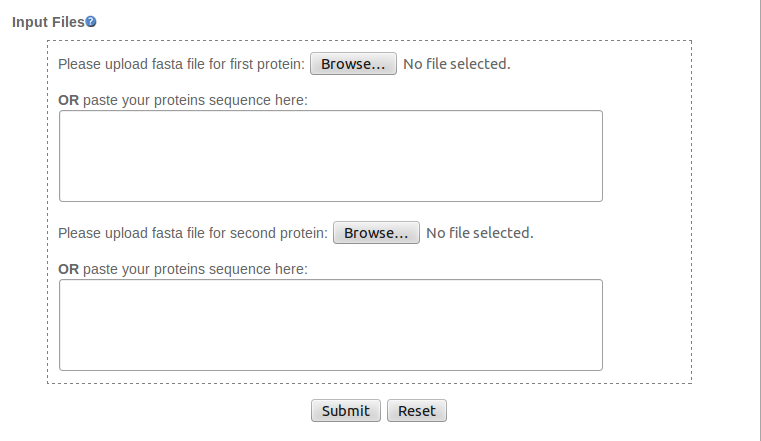 Input Files?
Please upload fasta file for first protein: Browse... No file selected.
OR paste your proteins sequence here:
Please upload fasta file for second protein: Browse... No file selected.
OR paste your proteins sequence here:
Submit Reset